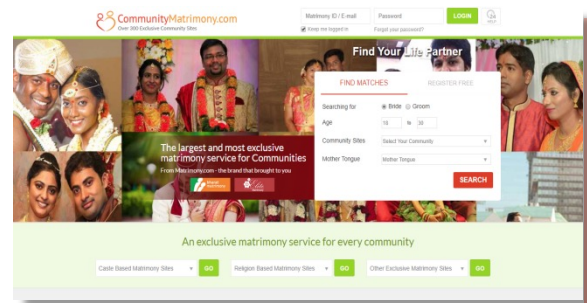 CommunityMatrimony.com
Over 300 Exclusive Community Sites
Matrimony ID / E-mail
Password
LOGIN
Keep me logged in
Forgot your password?
Find Your Life Partner
FIND MATCHES
REGISTER FREE
Searching for
Bride
Groom
Age
18
to
30
Community Sites
Select Your Community
Mother Tongue
Mother Tongue
SEARCH
The largest and most exclusive
matrimony service for Communities
From Matrimony.com - the brand that brought to you
An exclusive matrimony service for every community
Caste Based Matrimony Sites
GO
Religion Based Matrimony Sites
GO
Other Exclusive Matrimony Sites
GO